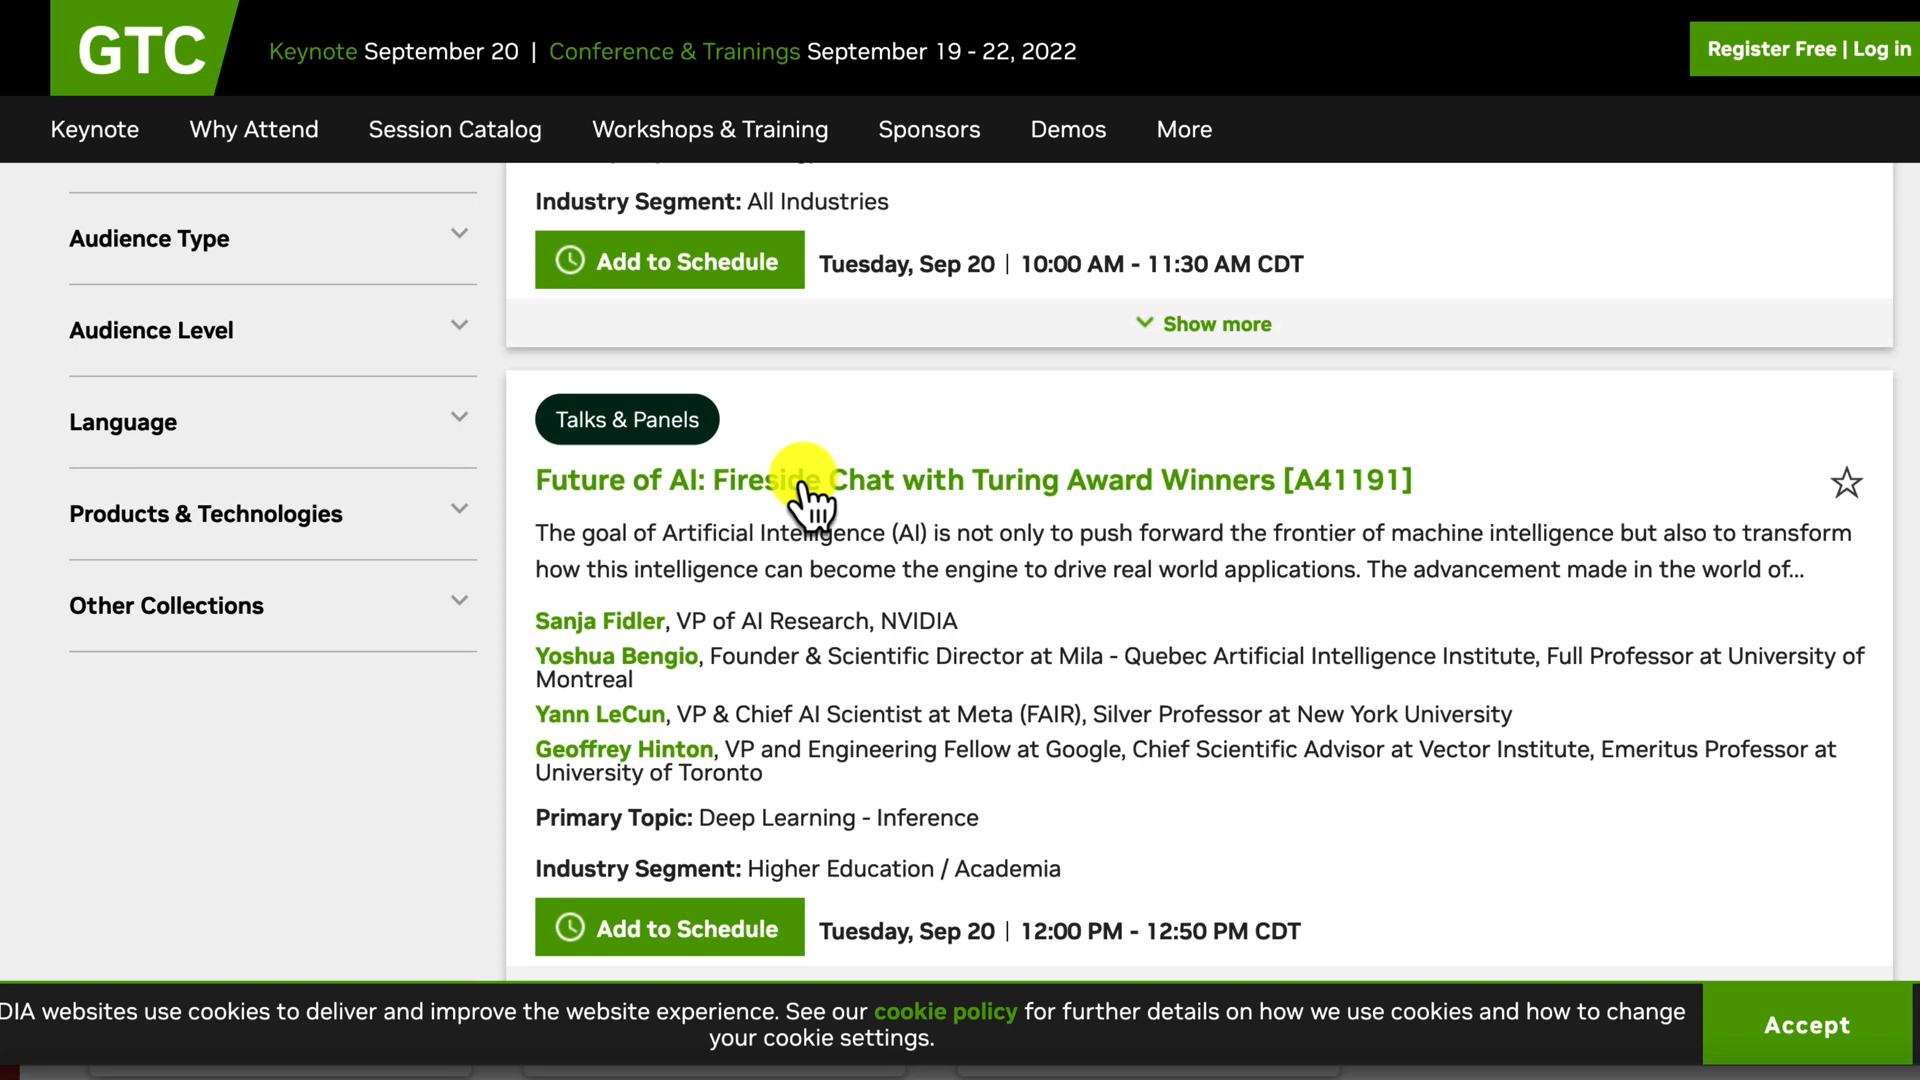 GTC
Keynote September 20 | Conference & Trainings September 19 - 22, 2022
Register Free | Log in
Keynote Why Attend Session Catalog Workshops & Training Sponsors Demos More
Industry Segment: All Industries
Add to Schedule Tuesday, Sep 20 | 10:00 AM - 11:30 AM CDT
Show more
Audience Type
Audience Level
Language
Products & Technologies
Other Collections
Talks & Panels
Future of AI: Fireside Chat with Turing Award Winners [A41191]
The goal of Artificial Intelligence (AI) is not only to push forward the frontier of machine intelligence but also to transform
how this intelligence can become the engine to drive real world applications. The advancement made in the world of...
Sanja Fidler, VP of AI Research, NVIDIA
Yoshua Bengio, Founder & Scientific Director at Mila - Quebec Artificial Intelligence Institute, Full Professor at University of
Montreal
Yann LeCun, VP & Chief AI Scientist at Meta (FAIR), Silver Professor at New York University
Geoffrey Hinton, VP and Engineering Fellow at Google, Chief Scientific Advisor at Vector Institute, Emeritus Professor at
University of Toronto
Primary Topic: Deep Learning - Inference
Industry Segment: Higher Education / Academia
Add to Schedule Tuesday, Sep 20 | 12:00 PM - 12:50 PM CDT
DIA websites use cookies to deliver and improve the website experience. See our cookie policy for further details on how we use cookies and how to change
your cookie settings.
Accept